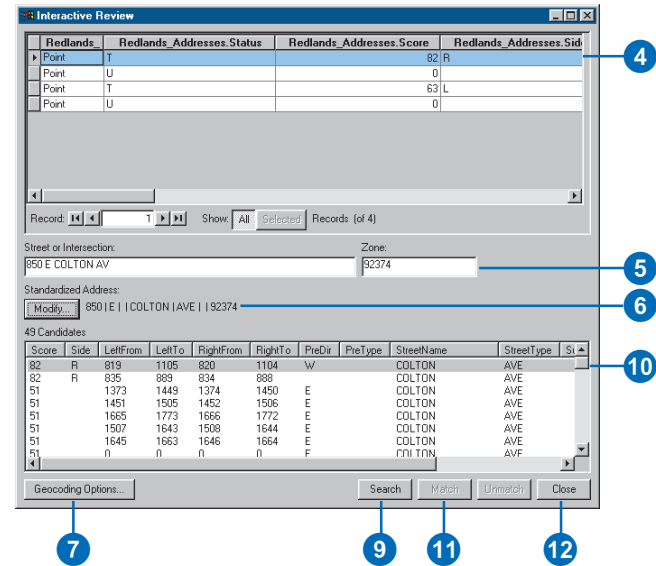 Interactive Review
Redlands_ Redlands_Addresses.Status Redlands_Addresses.Score Redlands_Addresses.Sid
Point T 82 R
4
Point U 0
Point T 63 L
Point U 0
Record: 1 Show: All Selected Records (of 4)
Street or Intersection: Zone:
850 E COLTON AV 92374
5
Standardized Address:
Modify... 850 | E | | COLTON | AVE | | 92374
6
49 Candidates
Score Side LeftFrom LeftTo RightFrom RightTo PreDir PreType StreetName StreetType Su
82 R 819 1105 820 1104 W COLTON AVE
10
82 R 835 889 834 888 COLTON AVE
51 1373 1449 1374 1450 E COLTON AVE
51 1451 1505 1452 1506 E COLTON AVE
51 1665 1773 1666 1772 E COLTON AVE
51 1507 1643 1508 1644 E COLTON AVE
51 1645 1663 1646 1664 E COLTON AVE
51 0 0 0 0 E COLTON AVE
Geocoding Options... Search Match Unmatch Close
7 9 11 12